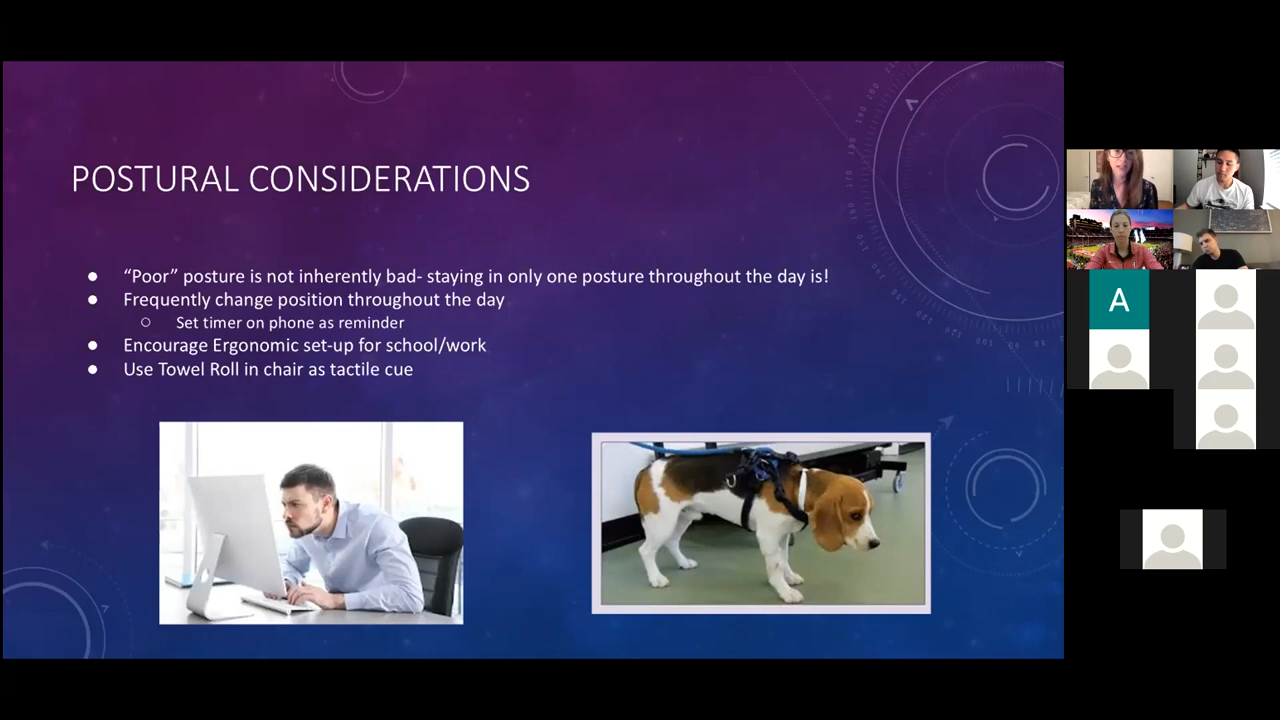 POSTURAL CONSIDERATIONS
● “Poor” posture is not inherently bad- staying in only one posture throughout the day is!
● Frequently change position throughout the day
○ Set timer on phone as reminder
● Encourage Ergonomic set-up for school/work
● Use Towel Roll in chair as tactile cue
A